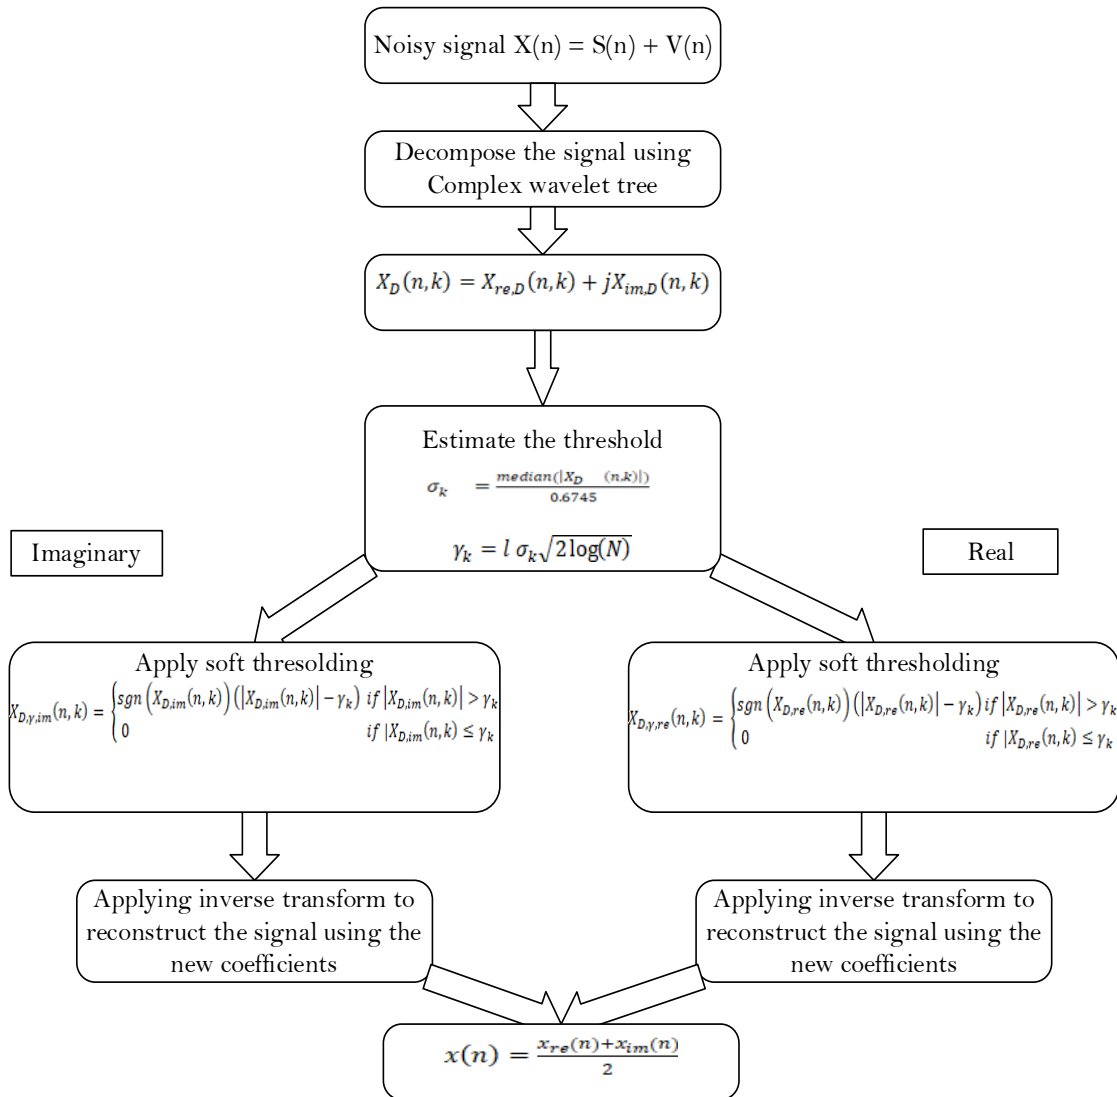 Noisy signal X(n) = S(n) + V(n)
Decompose the signal using
Complex wavelet tree
X_D(n,k) = X_{re,D}(n,k) + jX_{im,D}(n,k)
Estimate the threshold
σ_k = median(|X_D (n,k)|) / 0.6745
γ_k = l σ_k √2log(N)
Imaginary
Real
Apply soft thresolding
X_{D,γ,im}(n,k) = { sgn (X_{D,im}(n,k)) (|X_{D,im}(n,k)| − γ_k) if |X_{D,im}(n,k)| > γ_k
0 if |X_{D,im}(n,k) ≤ γ_k
Apply soft thresholding
X_{D,γ,re}(n,k) = { sgn (X_{D,re}(n,k)) (|X_{D,re}(n,k)| − γ_k) if |X_{D,re}(n,k)| > γ_k
0 if |X_{D,re}(n,k) ≤ γ_k
Applying inverse transform to
reconstruct the signal using the
new coefficients
Applying inverse transform to
reconstruct the signal using the
new coefficients
x(n) = x_{re}(n)+x_{im}(n) / 2